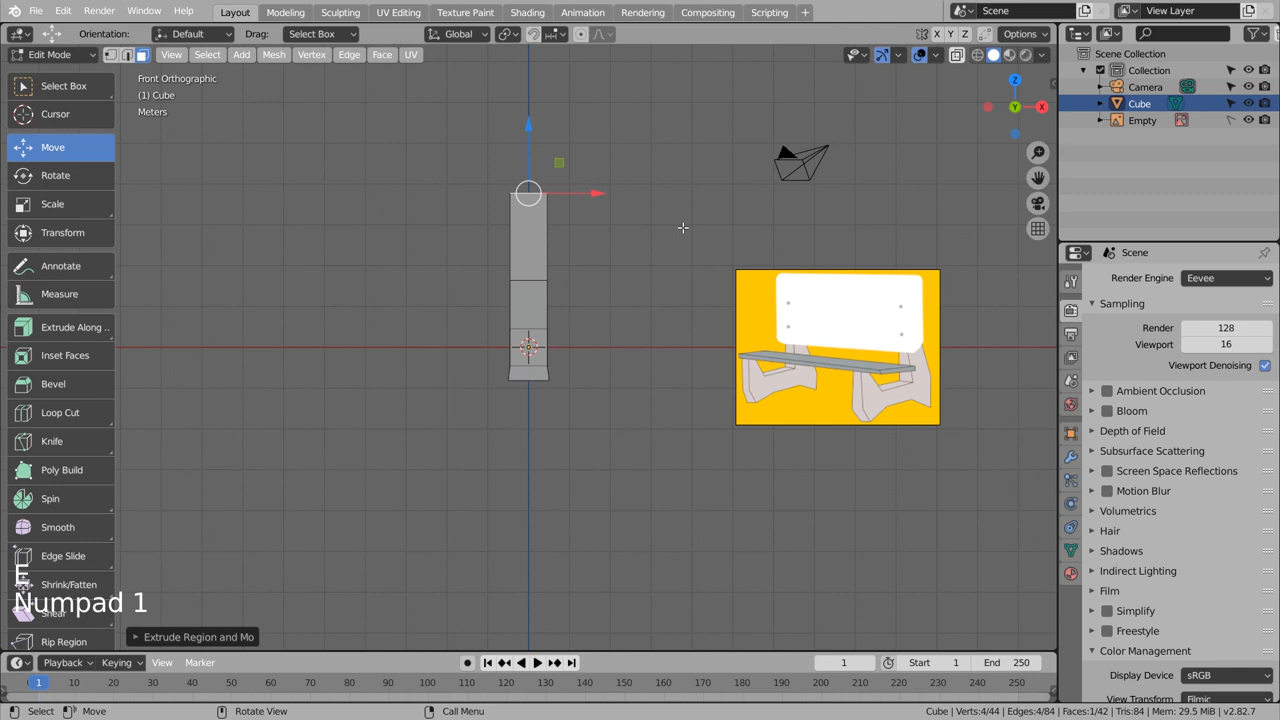 File Edit Render Window Help Layout Modeling Sculpting UV Editing Texture Paint Shading Animation Rendering Compositing Scripting + Scene View Layer
Orientation: Default Drag: Select Box Global X Y Z Options
Edit Mode View Select Add Mesh Vertex Edge Face UV
Scene Collection
Collection
Camera
Cube
Empty
Select Box
Cursor
Move
Rotate
Scale
Transform
Annotate
Measure
Extrude Along ..
Inset Faces
Bevel
Loop Cut
Knife
Poly Build
Spin
Smooth
Edge Slide
Shrink/Fatten
Shear
Rip Region
Front Orthographic
(1) Cube
Meters
Z
Y
X
E
Numpad 1
Extrude Region and Mo
Scene
Render Engine Eevee
Sampling
Render 128
Viewport 16
Viewport Denoising
Ambient Occlusion
Bloom
Depth of Field
Subsurface Scattering
Screen Space Reflections
Motion Blur
Volumetrics
Hair
Shadows
Indirect Lighting
Film
Simplify
Freestyle
Color Management
Display Device sRGB
View Transform Filmic
Playback Keying View Marker 1 Start 1 End 250
1 10 20 30 40 50 60 70 80 90 100 110 120 130 140 150 160 170 180 190 200 210 220 230 240 250
Select Move Rotate View Call Menu Cube | Verts:4/44 | Edges:4/84 | Faces:1/42 | Tris:84 | Mem: 29.5 MiB | v2.82.7